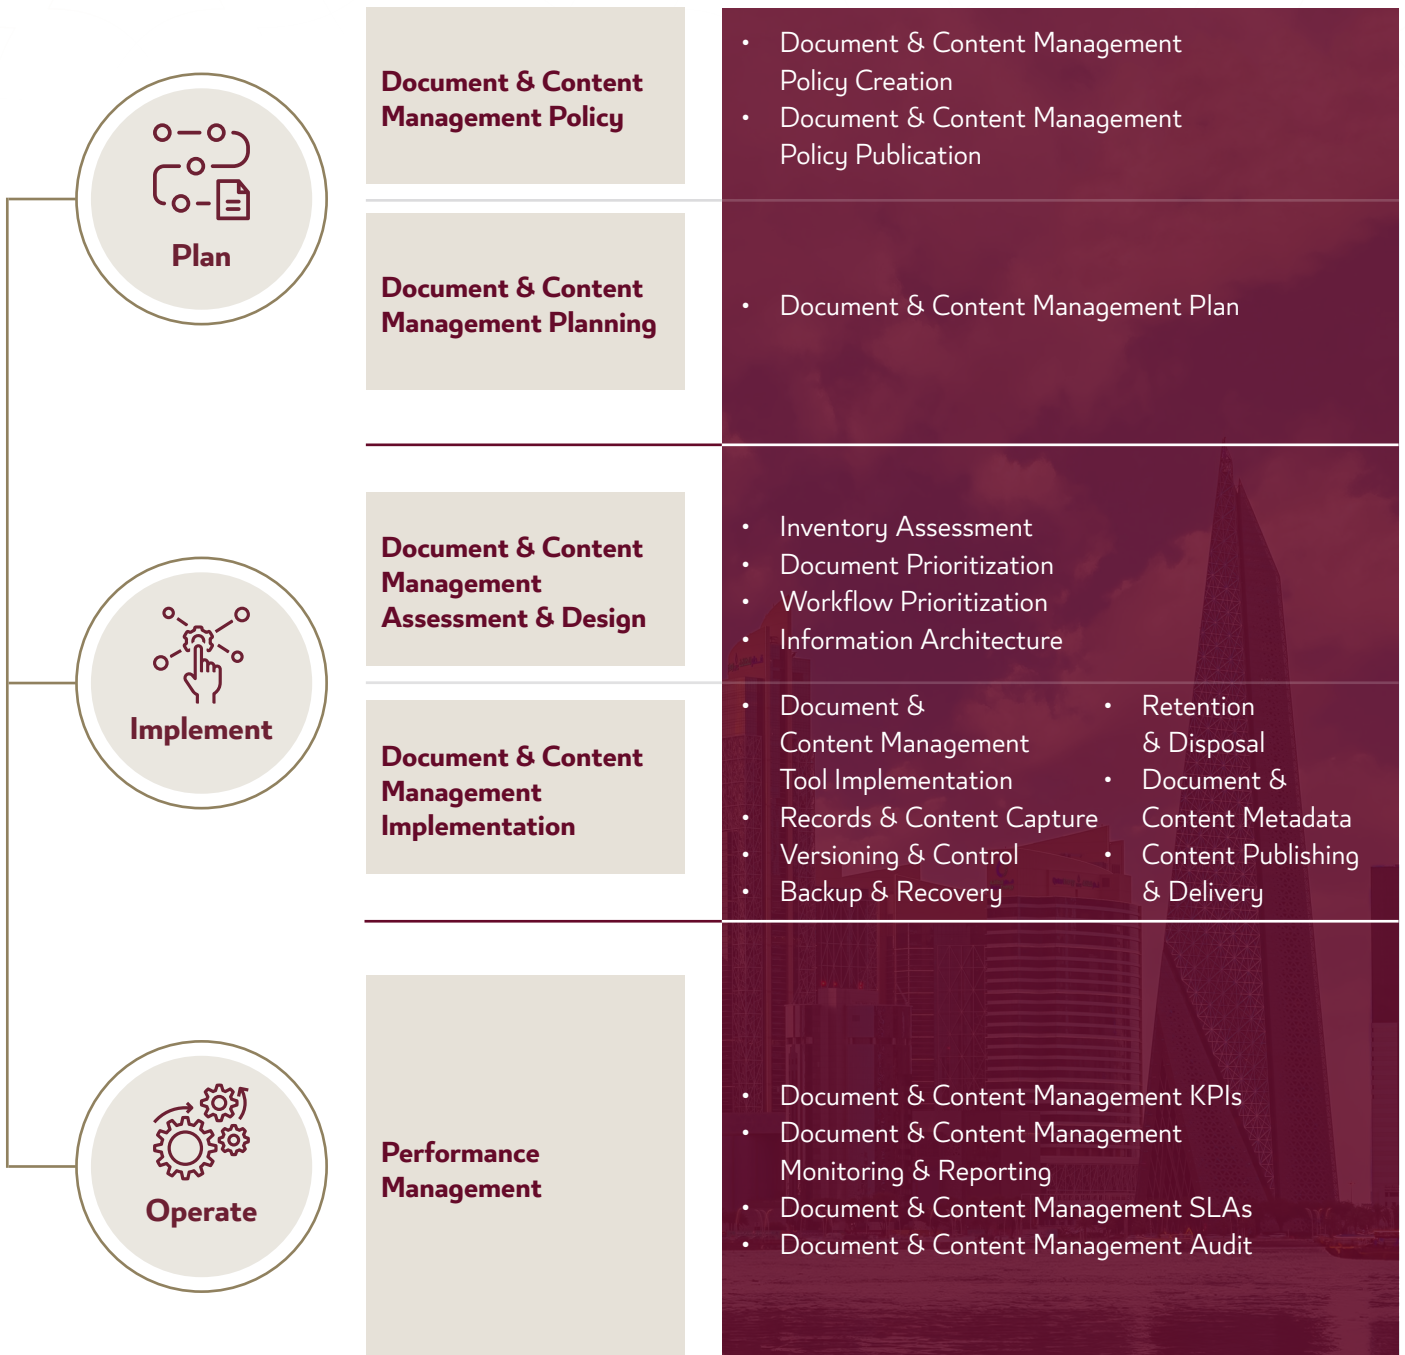 Plan
Document & Content
Management Policy
• Document & Content Management
Policy Creation
• Document & Content Management
Policy Publication
Document & Content
Management Planning
• Document & Content Management Plan
Implement
Document & Content
Management
Assessment & Design
• Inventory Assessment
• Document Prioritization
• Workflow Prioritization
• Information Architecture
Document & Content
Management
Implementation
• Document &
Content Management
Tool Implementation
• Records & Content Capture
• Versioning & Control
• Backup & Recovery
• Retention
& Disposal
• Document &
Content Metadata
• Content Publishing
& Delivery
Operate
Performance
Management
• Document & Content Management KPIs
• Document & Content Management
Monitoring & Reporting
• Document & Content Management SLAs
• Document & Content Management Audit